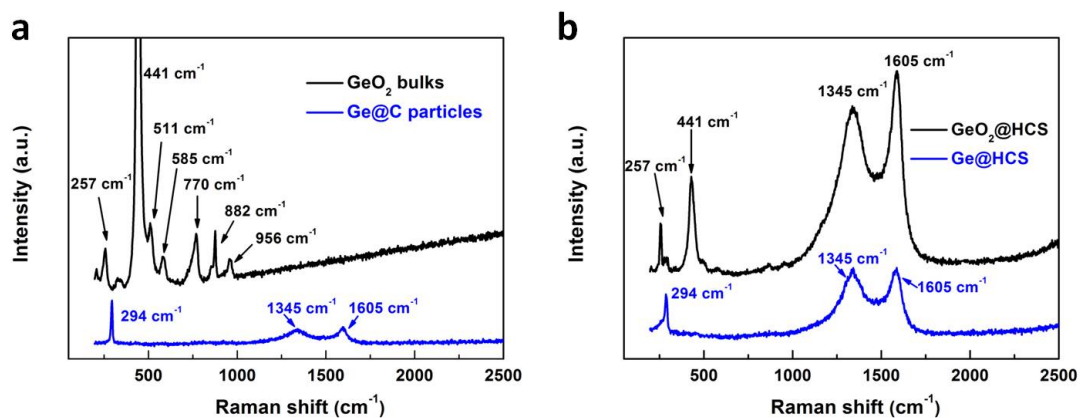 a
441 cm⁻¹
511 cm⁻¹
585 cm⁻¹
257 cm⁻¹
770 cm⁻¹
882 cm⁻¹
956 cm⁻¹
GeO₂ bulks
Ge@C particles
294 cm⁻¹
1345 cm⁻¹
1605 cm⁻¹
Intensity (a.u.)
500
1000
1500
2000
2500
Raman shift (cm⁻¹)
b
1605 cm⁻¹
1345 cm⁻¹
441 cm⁻¹
257 cm⁻¹
GeO₂@HCS
Ge@HCS
294 cm⁻¹
1345 cm⁻¹
1605 cm⁻¹
Intensity (a.u.)
500
1000
1500
2000
2500
Raman shift (cm⁻¹)